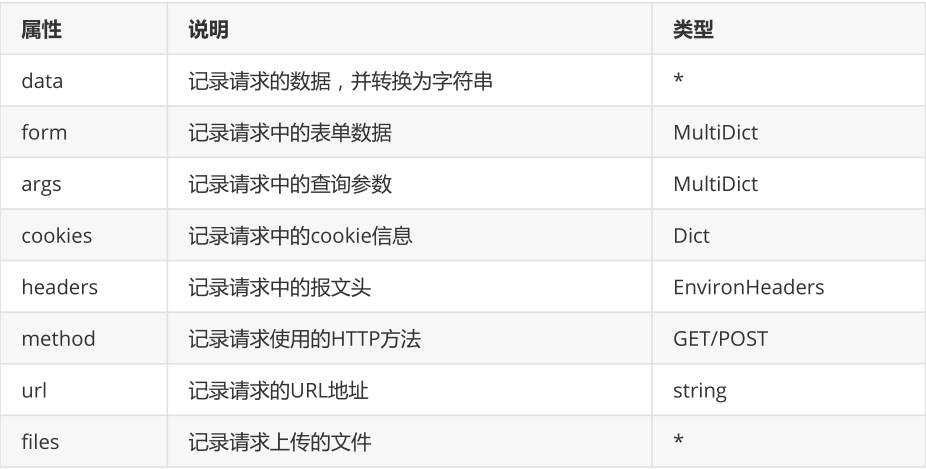 属性 说明 类型
data 记录请求的数据，并转换为字符串 *
form 记录请求中的表单数据 MultiDict
args 记录请求中的查询参数 MultiDict
cookies 记录请求中的cookie信息 Dict
headers 记录请求中的报文头 EnvironHeaders
method 记录请求使用的HTTP方法 GET/POST
url 记录请求的URL地址 string
files 记录请求上传的文件 *